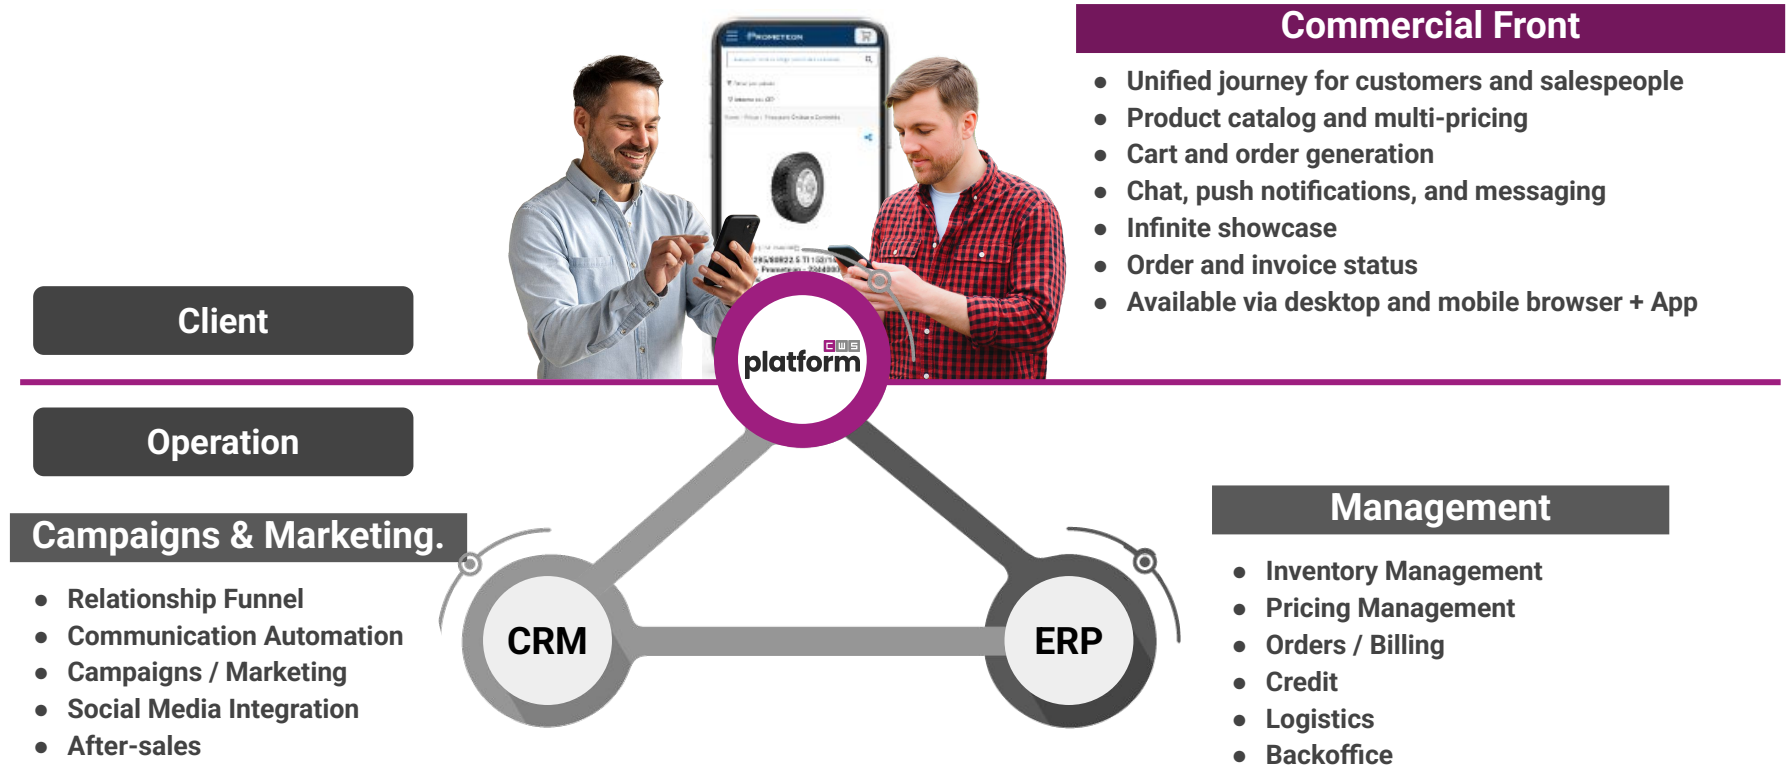 Commercial Front
● Unified journey for customers and salespeople
● Product catalog and multi-pricing
● Cart and order generation
● Chat, push notifications, and messaging
● Infinite showcase
● Order and invoice status
● Available via desktop and mobile browser + App
PROMETEON
Client
CWS
platform
Operation
Campaigns & Marketing.
● Relationship Funnel
● Communication Automation
● Campaigns / Marketing
● Social Media Integration
● After-sales
CRM
ERP
Management
● Inventory Management
● Pricing Management
● Orders / Billing
● Credit
● Logistics
● Backoffice